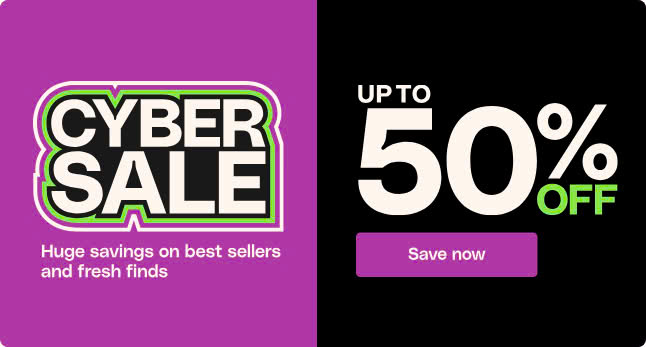 CYBER
SALE
Huge savings on best sellers
and fresh finds
UP TO
50%
OFF
Save now